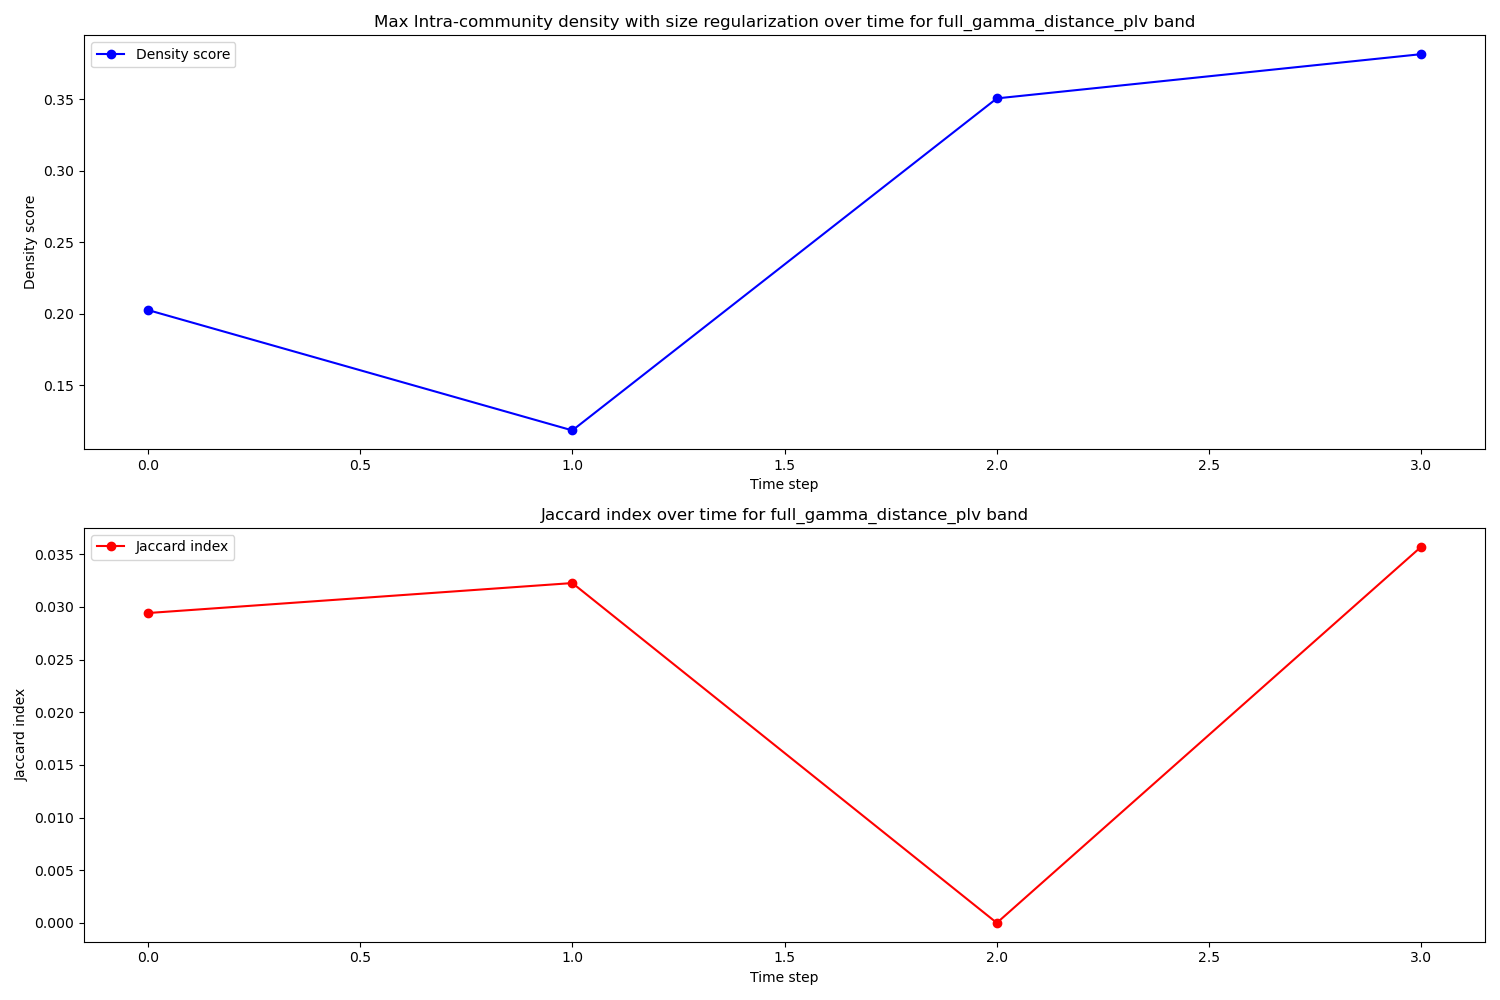 Max Intra-community density with size regularization over time for full_gamma_distance_plv band
Density score
0.35
0.30
0.25
0.20
0.15
Density score
0.0 0.5 1.0 1.5 2.0 2.5 3.0
Time step
Jaccard index over time for full_gamma_distance_plv band
Jaccard index
0.035
0.030
0.025
0.020
0.015
0.010
0.005
0.000
Jaccard index
0.0 0.5 1.0 1.5 2.0 2.5 3.0
Time step